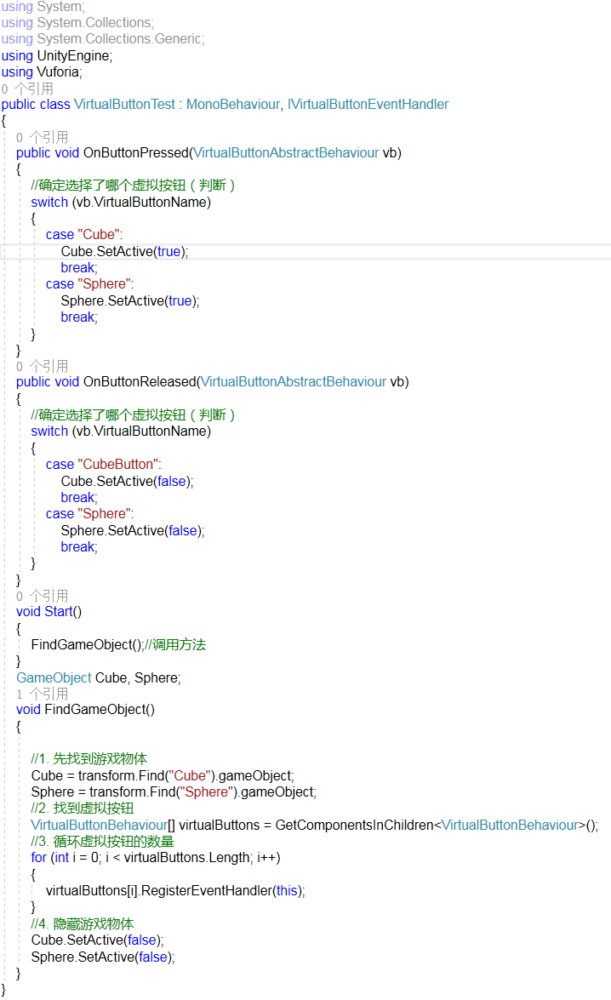 using System;
using System.Collections;
using System.Collections.Generic;
using UnityEngine;
using Vuforia;
0 个引用
public class VirtualButtonTest : MonoBehaviour, IVirtualButtonEventHandler
{
0 个引用
public void OnButtonPressed(VirtualButtonAbstractBehaviour vb)
{
//确定选择了哪个虚拟按钮（判断）
switch (vb.VirtualButtonName)
{
case "Cube":
Cube.SetActive(true);
break;
case "Sphere":
Sphere.SetActive(true);
break;
}
}
0 个引用
public void OnButtonReleased(VirtualButtonAbstractBehaviour vb)
{
//确定选择了哪个虚拟按钮（判断）
switch (vb.VirtualButtonName)
{
case "CubeButton":
Cube.SetActive(false);
break;
case "Sphere":
Sphere.SetActive(false);
break;
}
}
0 个引用
void Start()
{
FindGameObject();//调用方法
}
GameObject Cube, Sphere;
1 个引用
void FindGameObject()
{
//1. 先找到游戏物体
Cube = transform.Find("Cube").gameObject;
Sphere = transform.Find("Sphere").gameObject;
//2. 找到虚拟按钮
VirtualButtonBehaviour[] virtualButtons = GetComponentsInChildren<VirtualButtonBehaviour>();
//3. 循环虚拟按钮的数量
for (int i = 0; i < virtualButtons.Length; i++)
{
virtualButtons[i].RegisterEventHandler(this);
}
//4. 隐藏游戏物体
Cube.SetActive(false);
Sphere.SetActive(false);
}
}